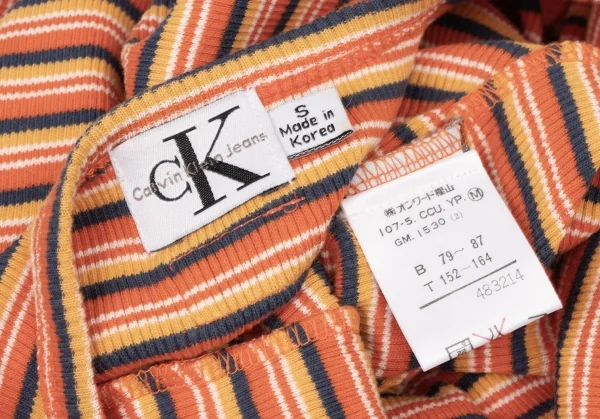 CK
Calvin Klein Jeans
S
Made in
Korea
㈱オンワード樫山
107-5. CCU. YP. Ⓜ
GM. 1530 (2)
B 79～ 87
T 152～164
483214